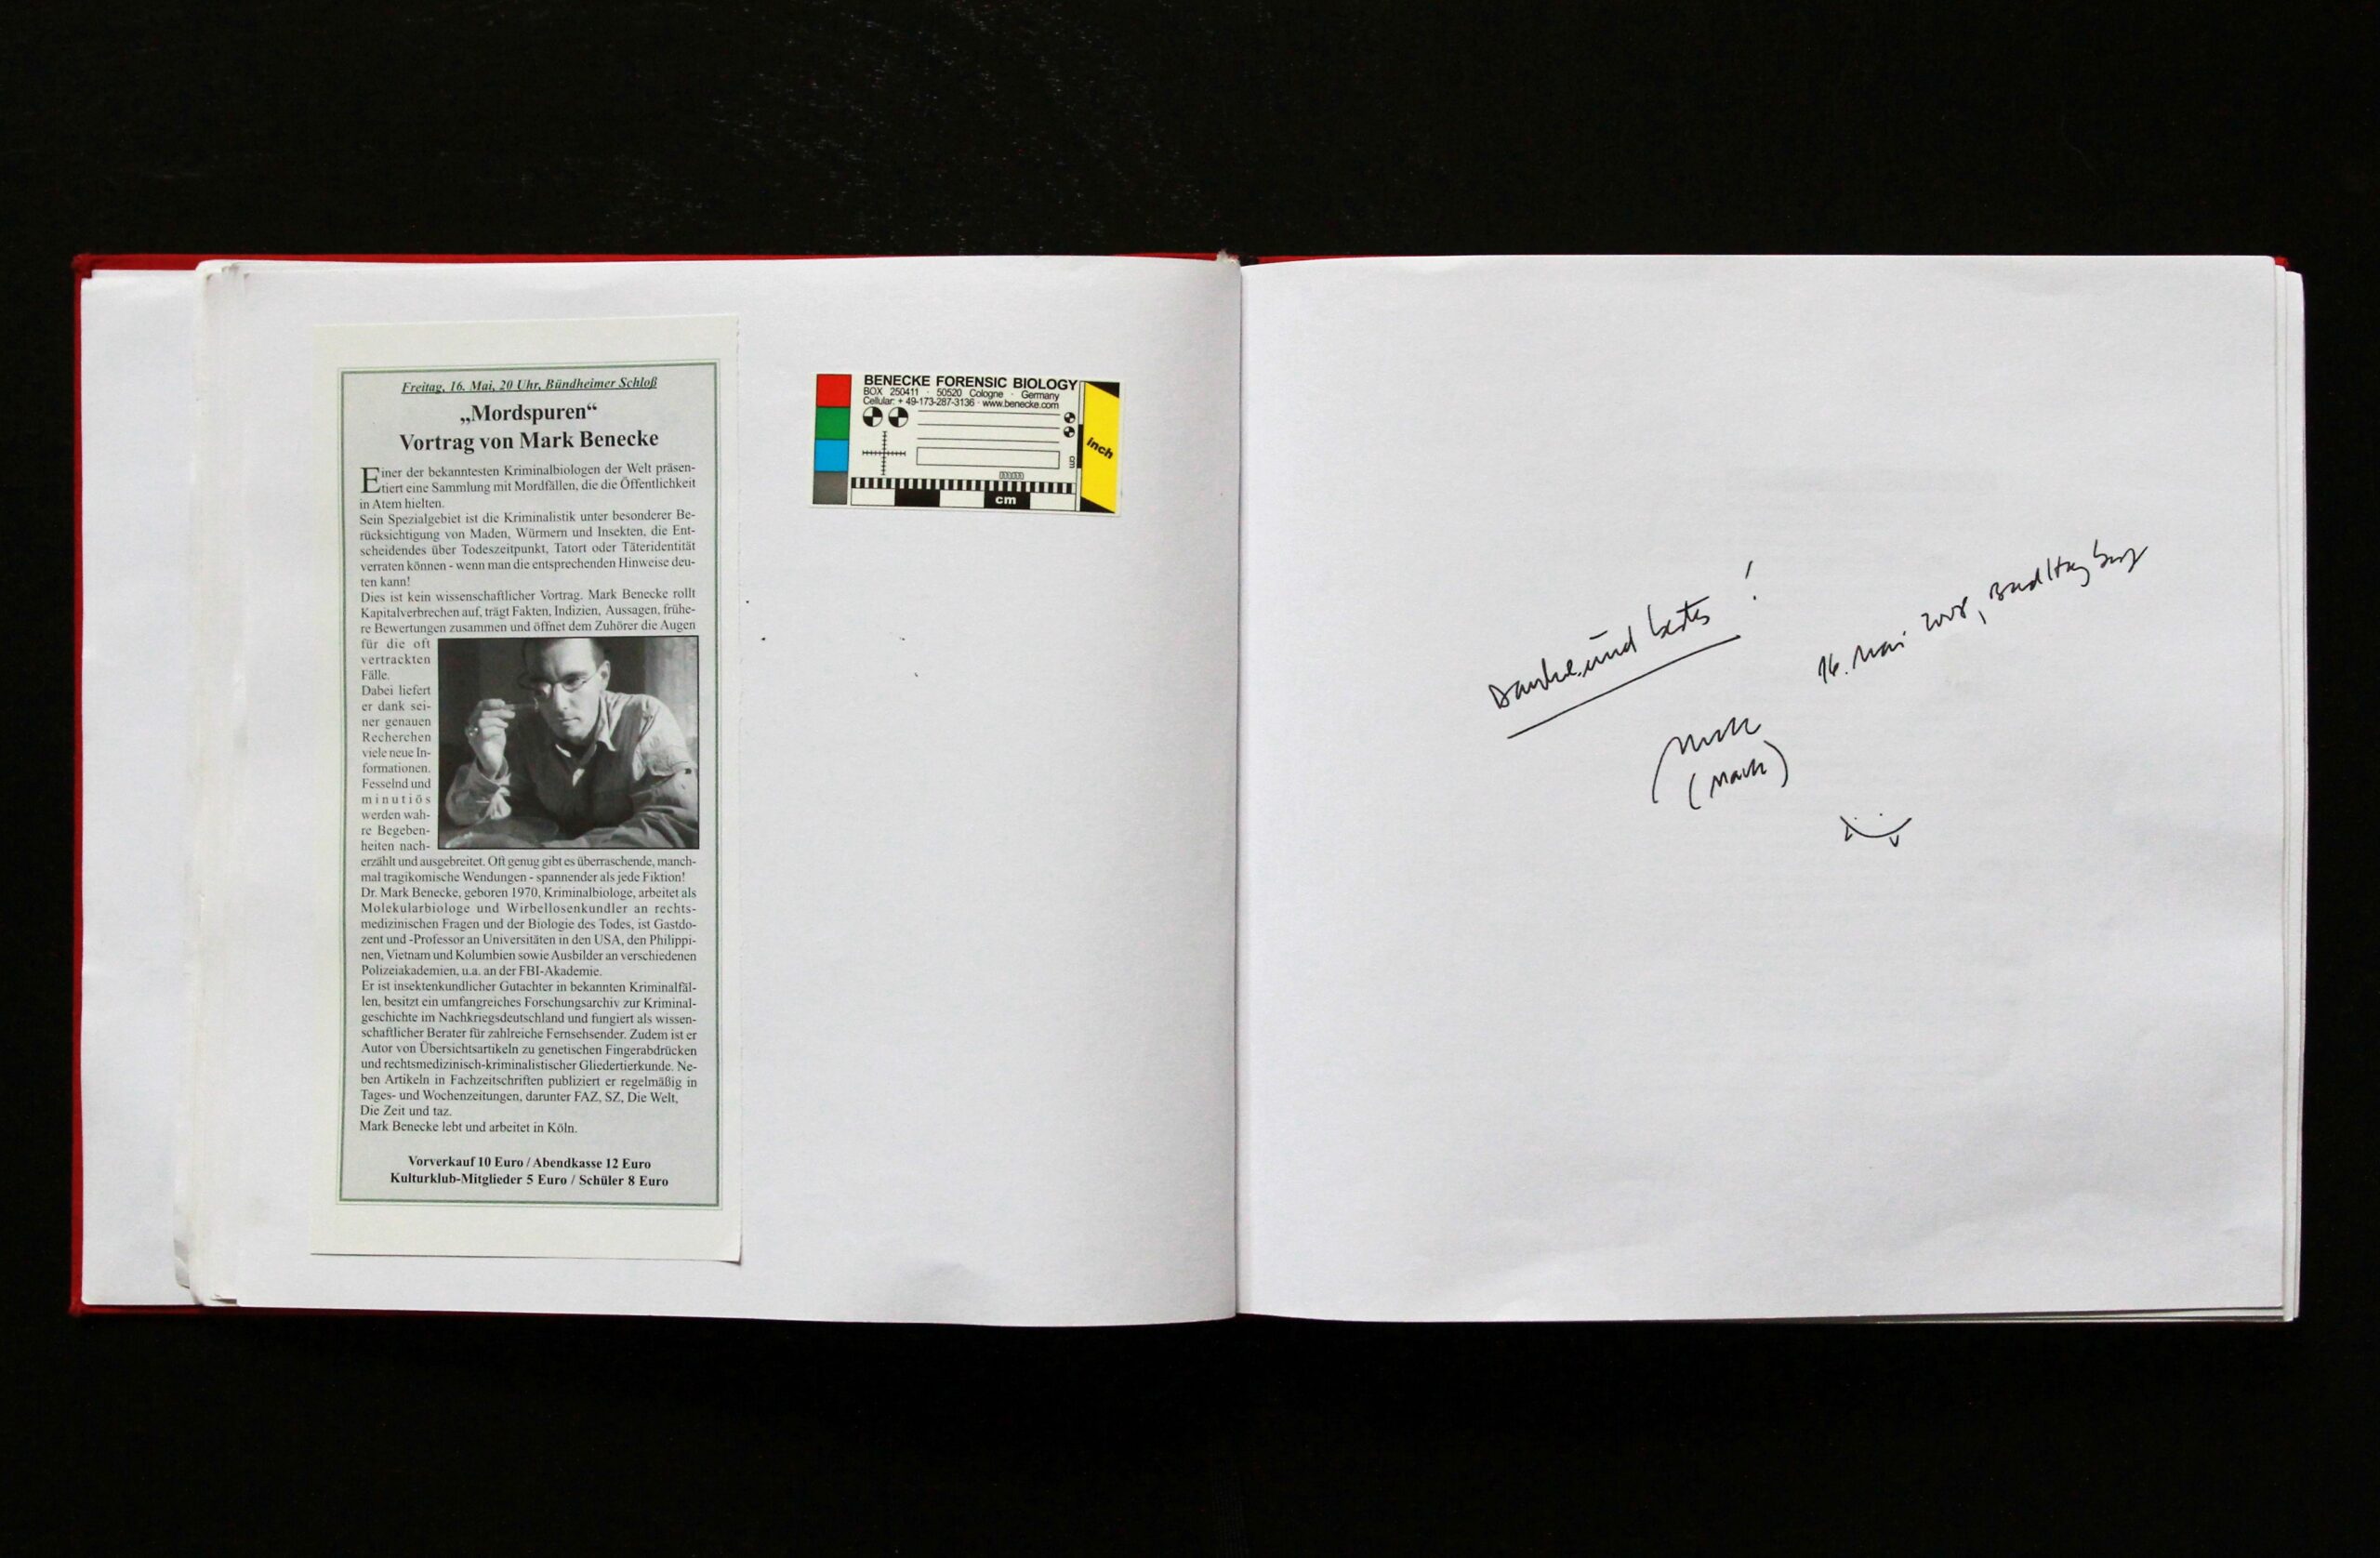 Freitag, 16. Mai, 20 Uhr, Bündheimer Schloß
„Mordspuren“
Vortrag von Mark Benecke
Einer der bekanntesten Kriminalbiologen der Welt präsen-
tiert eine Sammlung mit Mordfällen, die die Öffentlichkeit
in Atem hielten.
Sein Spezialgebiet ist die Kriminalistik unter besonderer Be-
rücksichtigung von Maden, Würmern und Insekten, die Ent-
scheidendes über Todeszeitpunkt, Tatort oder Täteridentität
verraten können - wenn man die entsprechenden Hinweise deu-
ten kann!
Dies ist kein wissenschaftlicher Vortrag. Mark Benecke rollt
Kapitalverbrechen auf, trägt Fakten, Indizien, Aussagen, frühe-
re Bewertungen zusammen und öffnet dem Zuhörer die Augen
für die oft
vertrackten
Fälle.
Dabei liefert
er dank sei-
ner genauen
Recherchen
viele neue In-
formationen.
Fesselnd und
minutiös
werden wah-
re Begeben-
heiten nach-
erzählt und ausgebreitet. Oft genug gibt es überraschende, manch-
mal tragikomische Wendungen - spannender als jede Fiktion!
Dr. Mark Benecke, geboren 1970, Kriminalbiologe, arbeitet als
Molekularbiologe und Wirbellosenkundler an rechts-
medizinischen Fragen und der Biologie des Todes, ist Gastdo-
zent und -Professor an Universitäten in den USA, den Philippi-
nen, Vietnam und Kolumbien sowie Ausbilder an verschiedenen
Polizeiakademien, u.a. an der FBI-Akademie.
Er ist insektenkundlicher Gutachter in bekannten Kriminalfäl-
len, besitzt ein umfangreiches Forschungsarchiv zur Kriminal-
geschichte im Nachkriegsdeutschland und fungiert als wissen-
schaftlicher Berater für zahlreiche Fernsehsender. Zudem ist er
Autor von Übersichtsartikeln zu genetischen Fingerabdrücken
und rechtsmedizinisch-kriminalistischer Gliedertierkunde. Ne-
ben Artikeln in Fachzeitschriften publiziert er regelmäßig in
Tages- und Wochenzeitungen, darunter FAZ, SZ, Die Welt,
Die Zeit und taz.
Mark Benecke lebt und arbeitet in Köln.
Vorverkauf 10 Euro / Abendkasse 12 Euro
Kulturklub-Mitglieder 5 Euro / Schüler 8 Euro
BENECKE FORENSIC BIOLOGY
BOX 250411 · 50520 Cologne · Germany
Cellular: + 49-173-287-3136 · www.benecke.com
cm
inch
cm
Danke und bestes!
16. Mai 2008, Bad Harzburg
(Mark)